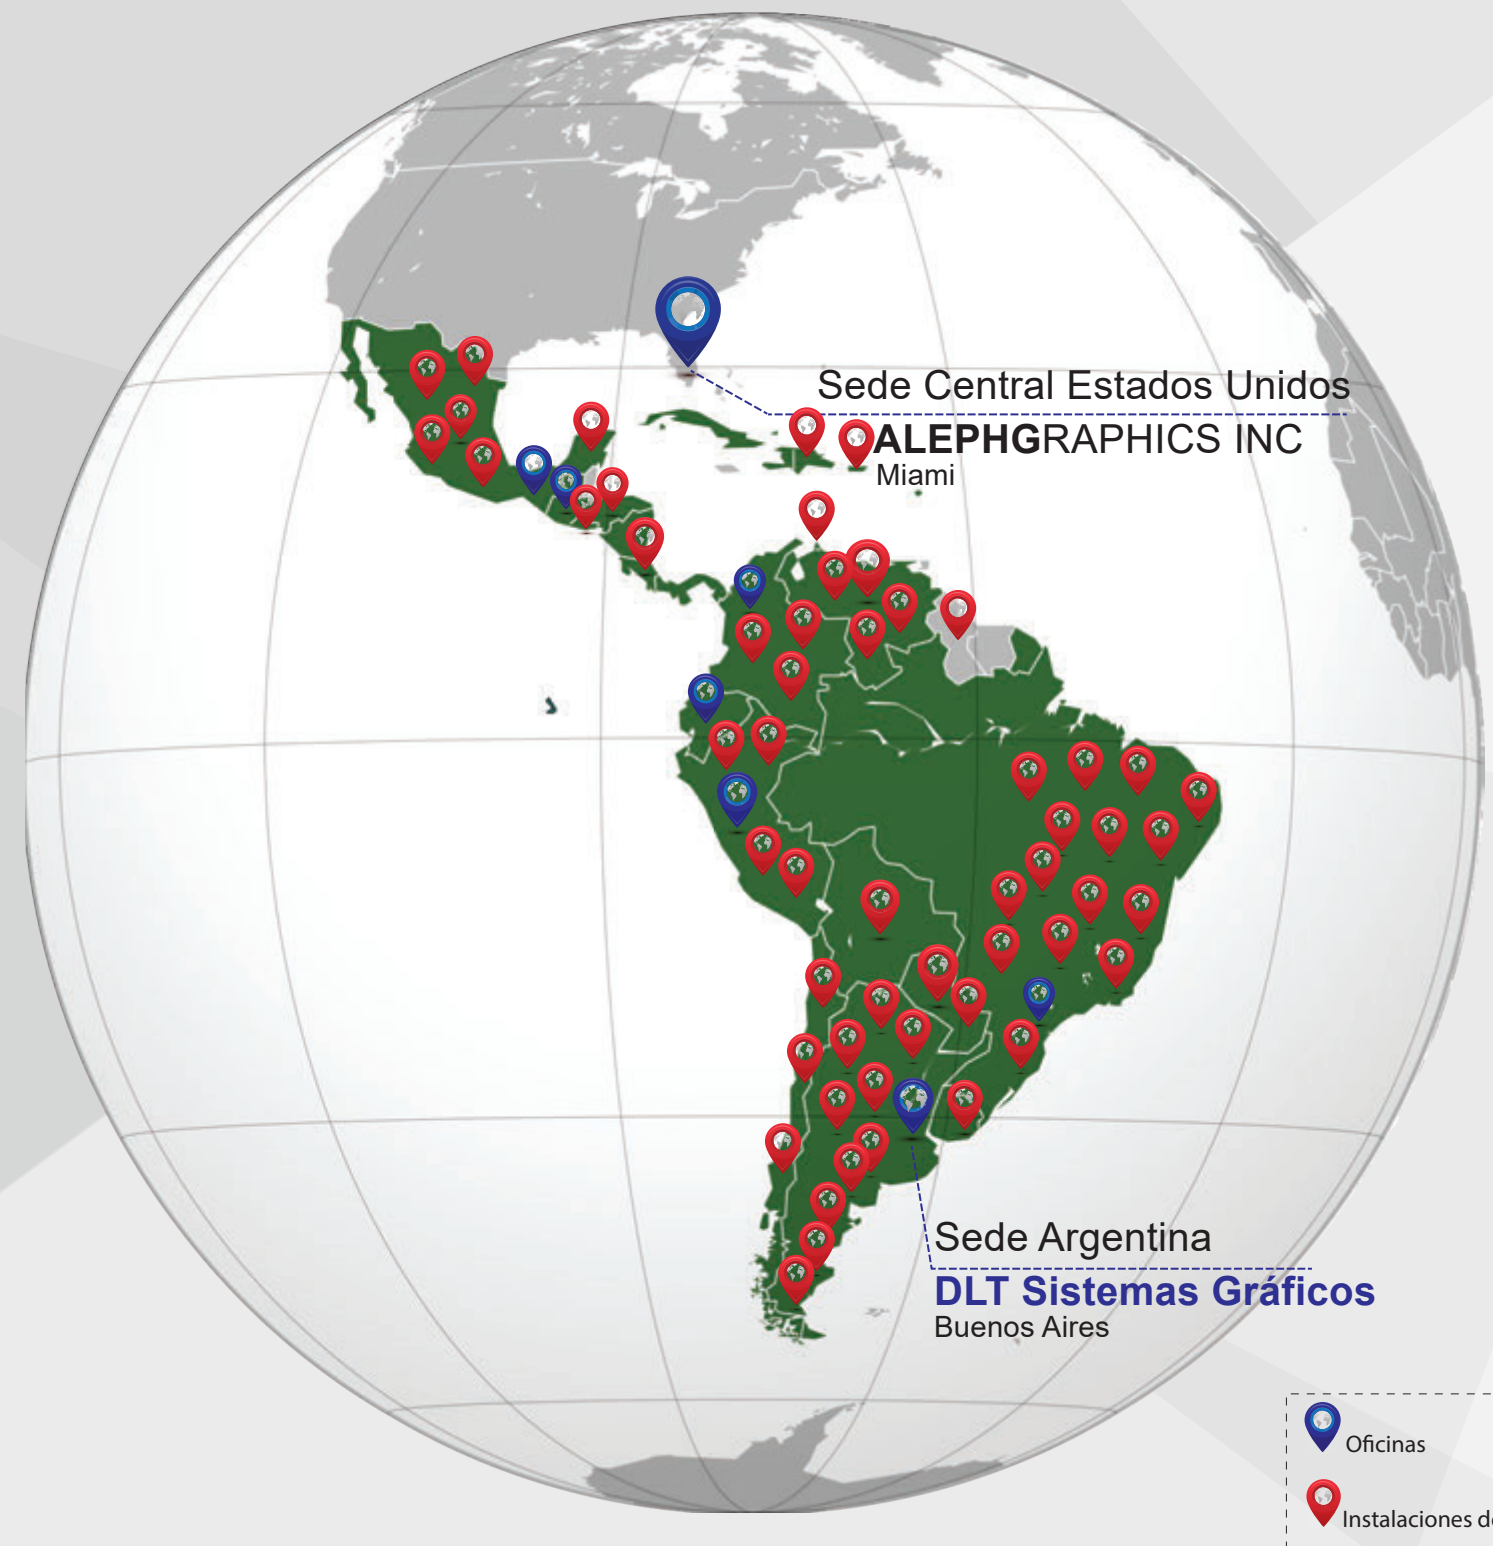 Sede Central Estados Unidos
ALEPHGRAPHICS INC
Miami
Sede Argentina
DLT Sistemas Gráficos
Buenos Aires
Oficinas
Instalaciones